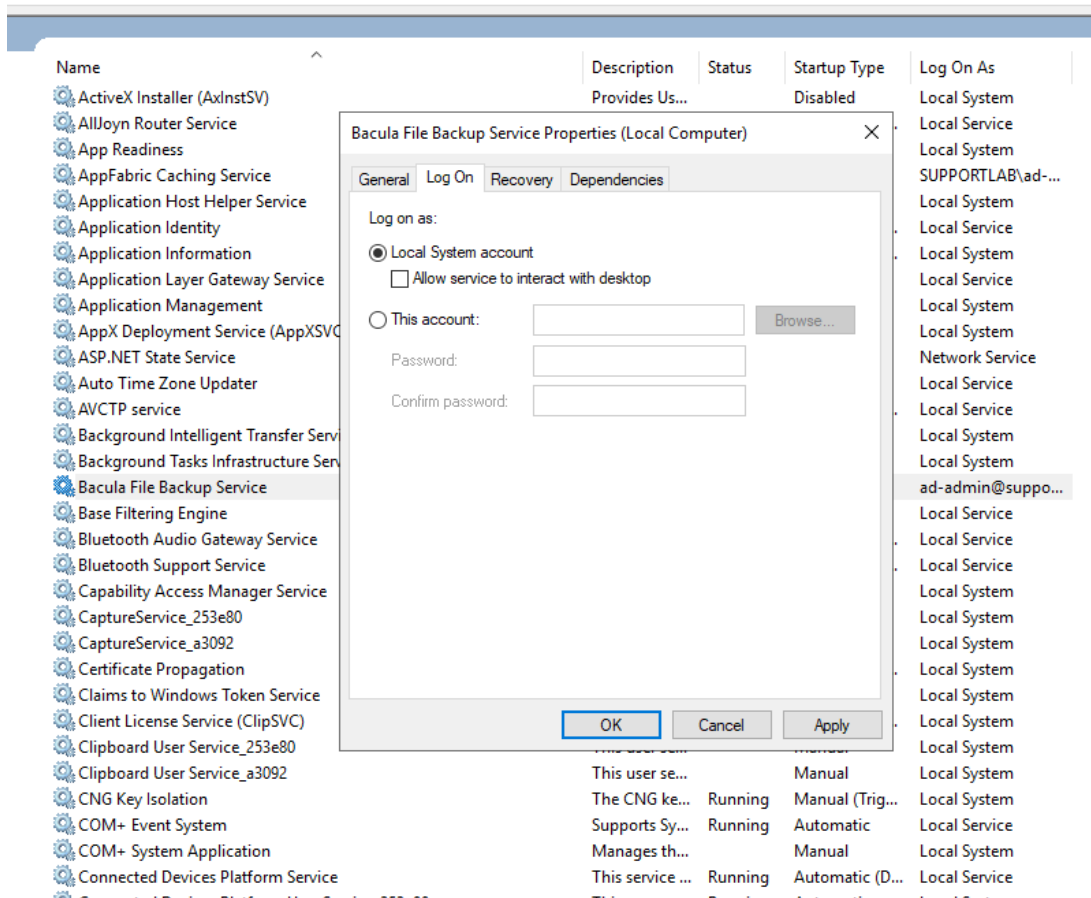 Name Description Status Startup Type Log On As
ActiveX Installer (AxInstSV) Provides Us... Disabled Local System
AllJoyn Router Service Local Service
App Readiness Local System
AppFabric Caching Service SUPPORTLAB\ad-...
Application Host Helper Service Local System
Application Identity Local Service
Application Information Local System
Application Layer Gateway Service Local Service
Application Management Local System
AppX Deployment Service (AppXSVC Local System
ASP.NET State Service Network Service
Auto Time Zone Updater Local Service
AVCTP service Local Service
Background Intelligent Transfer Servi Local System
Background Tasks Infrastructure Serv Local System
Bacula File Backup Service ad-admin@suppo...
Base Filtering Engine Local Service
Bluetooth Audio Gateway Service Local Service
Bluetooth Support Service Local Service
Capability Access Manager Service Local System
CaptureService_253e80 Local System
CaptureService_a3092 Local System
Certificate Propagation Local System
Claims to Windows Token Service Local System
Client License Service (ClipSVC) Local System
Clipboard User Service_253e80 Local System
Clipboard User Service_a3092 This user se... Manual Local System
CNG Key Isolation The CNG ke... Running Manual (Trig... Local System
COM+ Event System Supports Sy... Running Automatic Local Service
COM+ System Application Manages th... Manual Local System
Connected Devices Platform Service This service ... Running Automatic (D... Local Service
Bacula File Backup Service Properties (Local Computer)
General Log On Recovery Dependencies
Log on as:
Local System account
Allow service to interact with desktop
This account: Browse...
Password:
Confirm password:
OK Cancel Apply